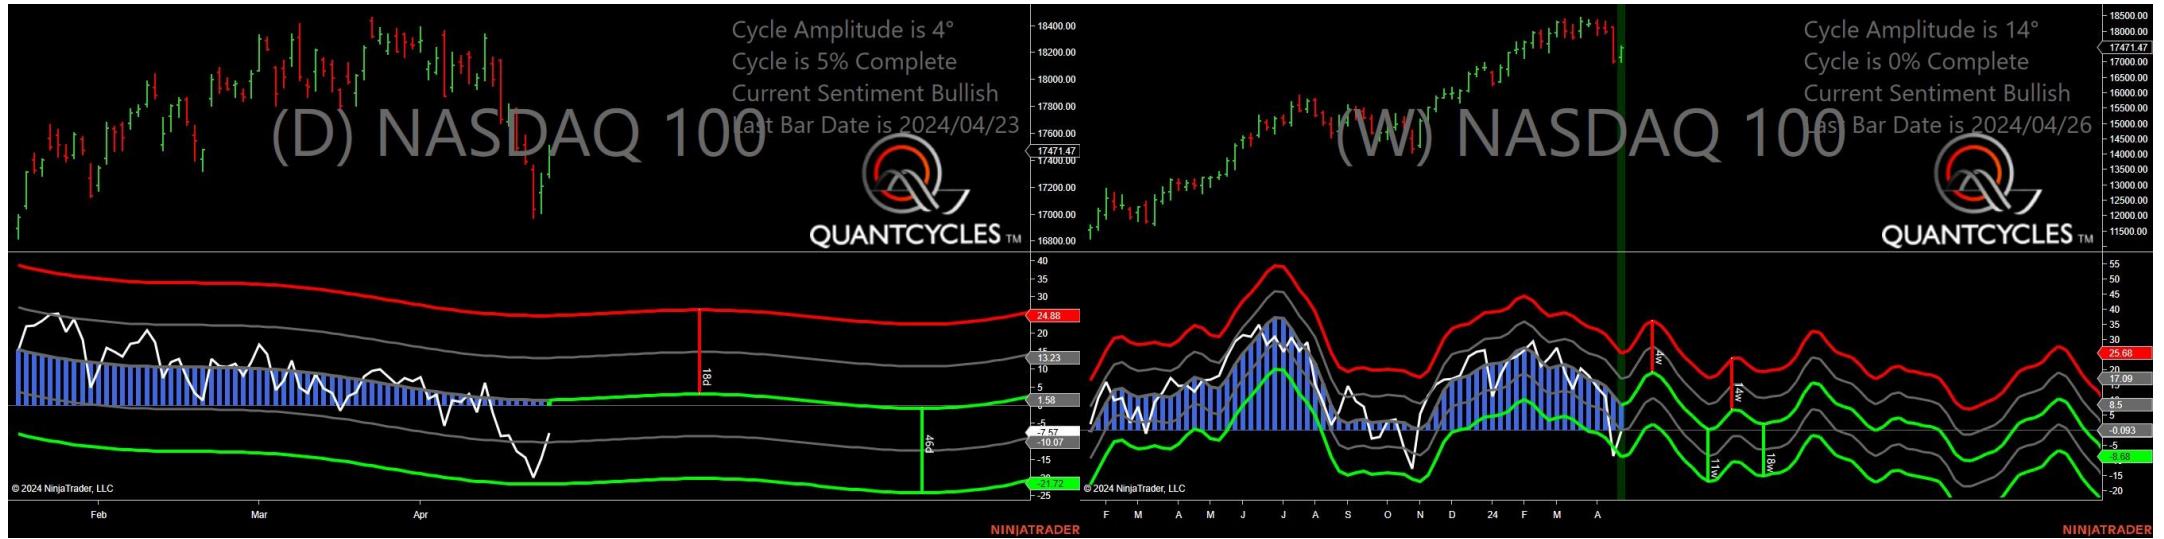 Cycle Amplitude is 4°
Cycle is 5% Complete
Current Sentiment Bullish
Last Bar Date is 2024/04/23
(D) NASDAQ 100
QUANTCYCLES TM
18400.00
18200.00
18000.00
17800.00
17600.00
17471.47
17400.00
17200.00
17000.00
16800.00
40
35
30
24.88
20
13.23
10
5
1.58
-5
-7.57
-10.07
-15
-21.72
-25
18d
46d
© 2024 NinjaTrader, LLC
Feb
Mar
Apr
NINJATRADER
Cycle Amplitude is 14°
Cycle is 0% Complete
Current Sentiment Bullish
Last Bar Date is 2024/04/26
(W) NASDAQ 100
QUANTCYCLES TM
18500.00
18000.00
17471.47
17000.00
16500.00
16000.00
15500.00
15000.00
14500.00
14000.00
13500.00
13000.00
12500.00
12000.00
11500.00
55
50
45
40
35
30
25.68
20
17.09
8.5
5
-0.093
-5
-8.68
-15
-20
4w
14w
11w
18w
© 2024 NinjaTrader, LLC
F
M
A
M
J
J
A
S
O
N
D
24
F
M
A
NINJATRADER